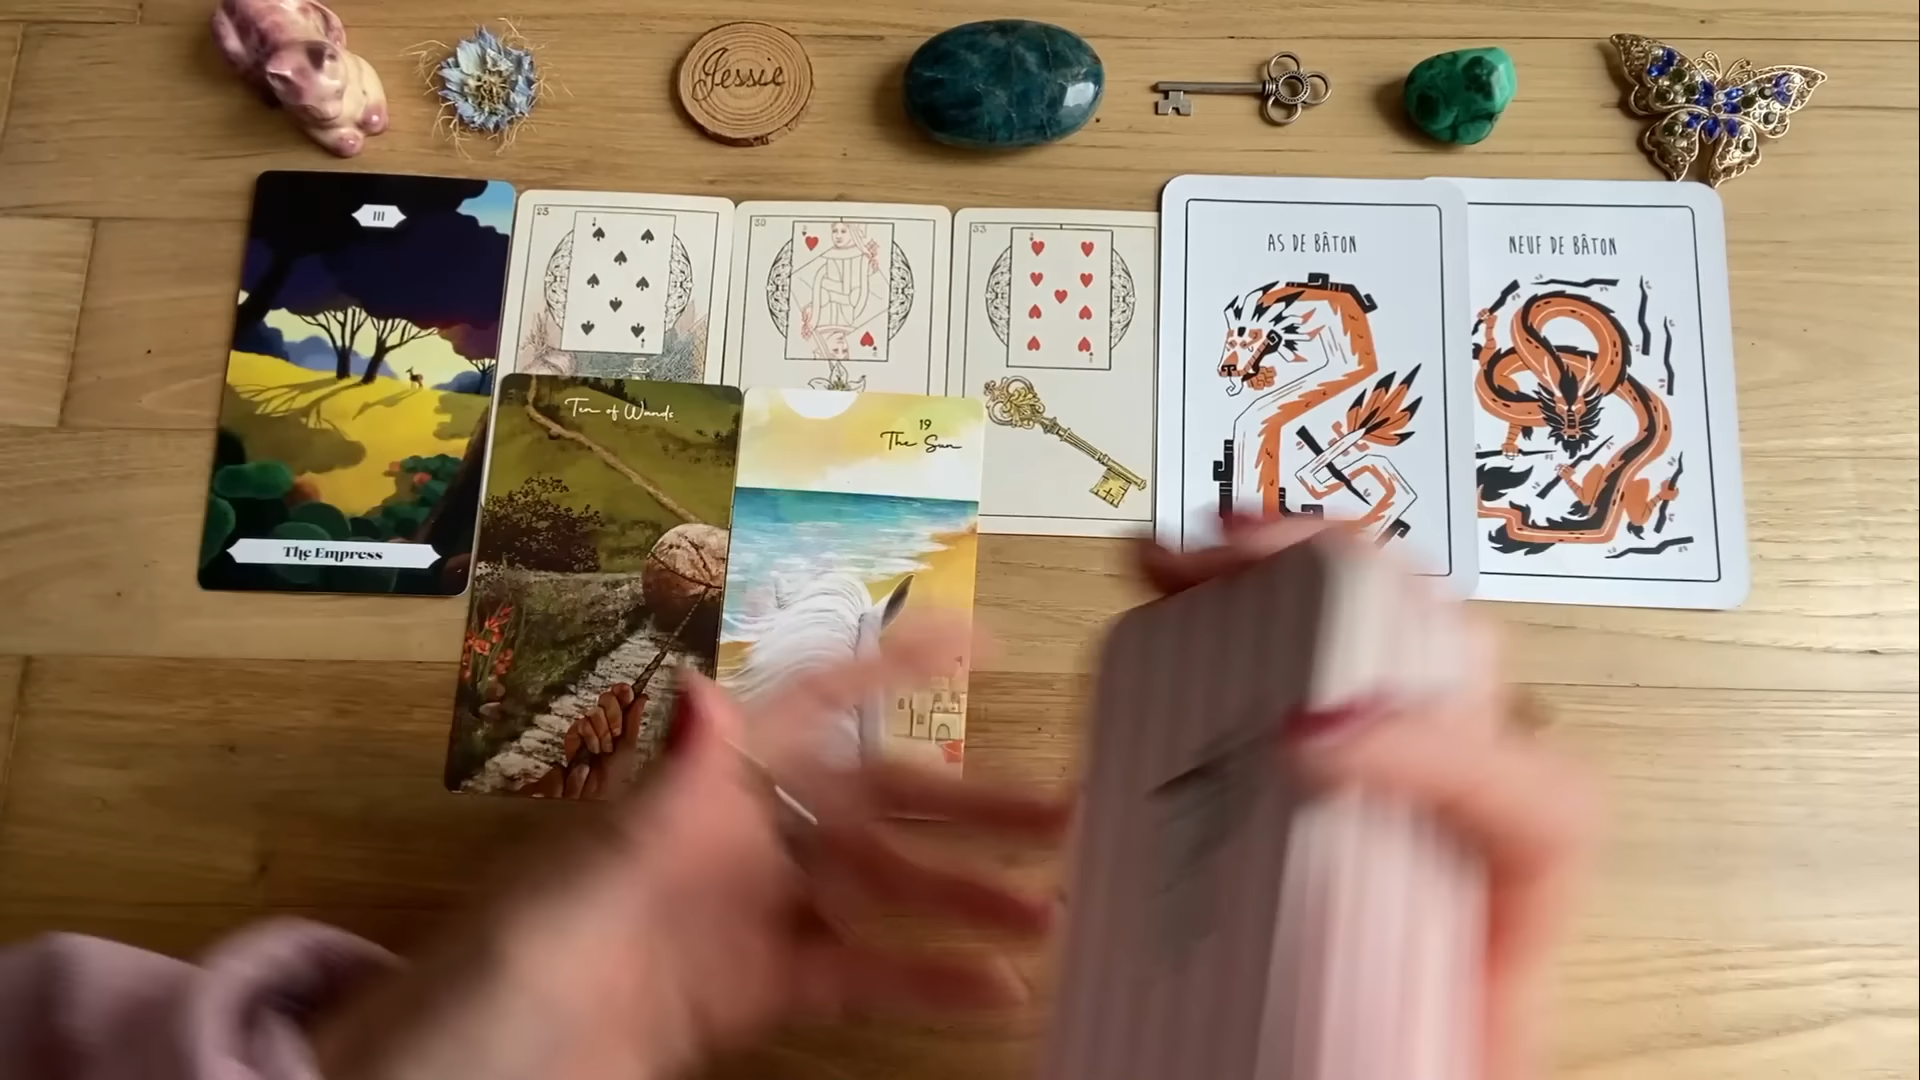 Jessie
III
The Empress
23
30
33
AS DE BÂTON
NEUF DE BÂTON
Ten of Wands
19
The Sun